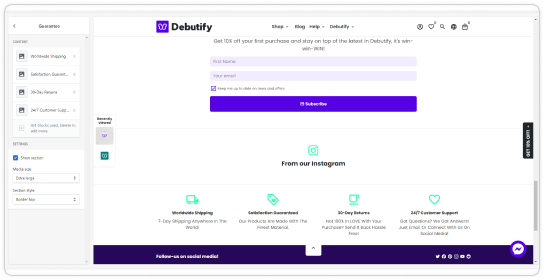 Guarantee
CONTENT
Worldwide Shipping
Satisfaction Guarant...
30-Day Returns
24/7 Customer Supp...
4/4 blocks used. Delete to
add more.
SETTINGS
Show section
Media size
Extra large
Section style
Border top
Debutify
Shop
Blog
Help
Debutify
0
0
Get 10% off your first purchase and stay on top of the latest in Debutify, it's win-
win-WIN!
First Name
Your email
Keep me up to date on news and offers
Subscribe
Recently
viewed
GET 10% OFF!
From our Instagram
Worldwide Shipping
T-Day Shipping Anywhere In The
World!
Satisfaction Guaranteed
Our Products Are Made With The
Finest Material.
30-Day Returns
Not 100% In LOVE With Your
Purchase? Send It Back Hassle
Free!
24/7 Customer Support
Got Questions? We Got Answers!
Just Email Or Connect With Us On
Social Media!
Follow-us on social media!